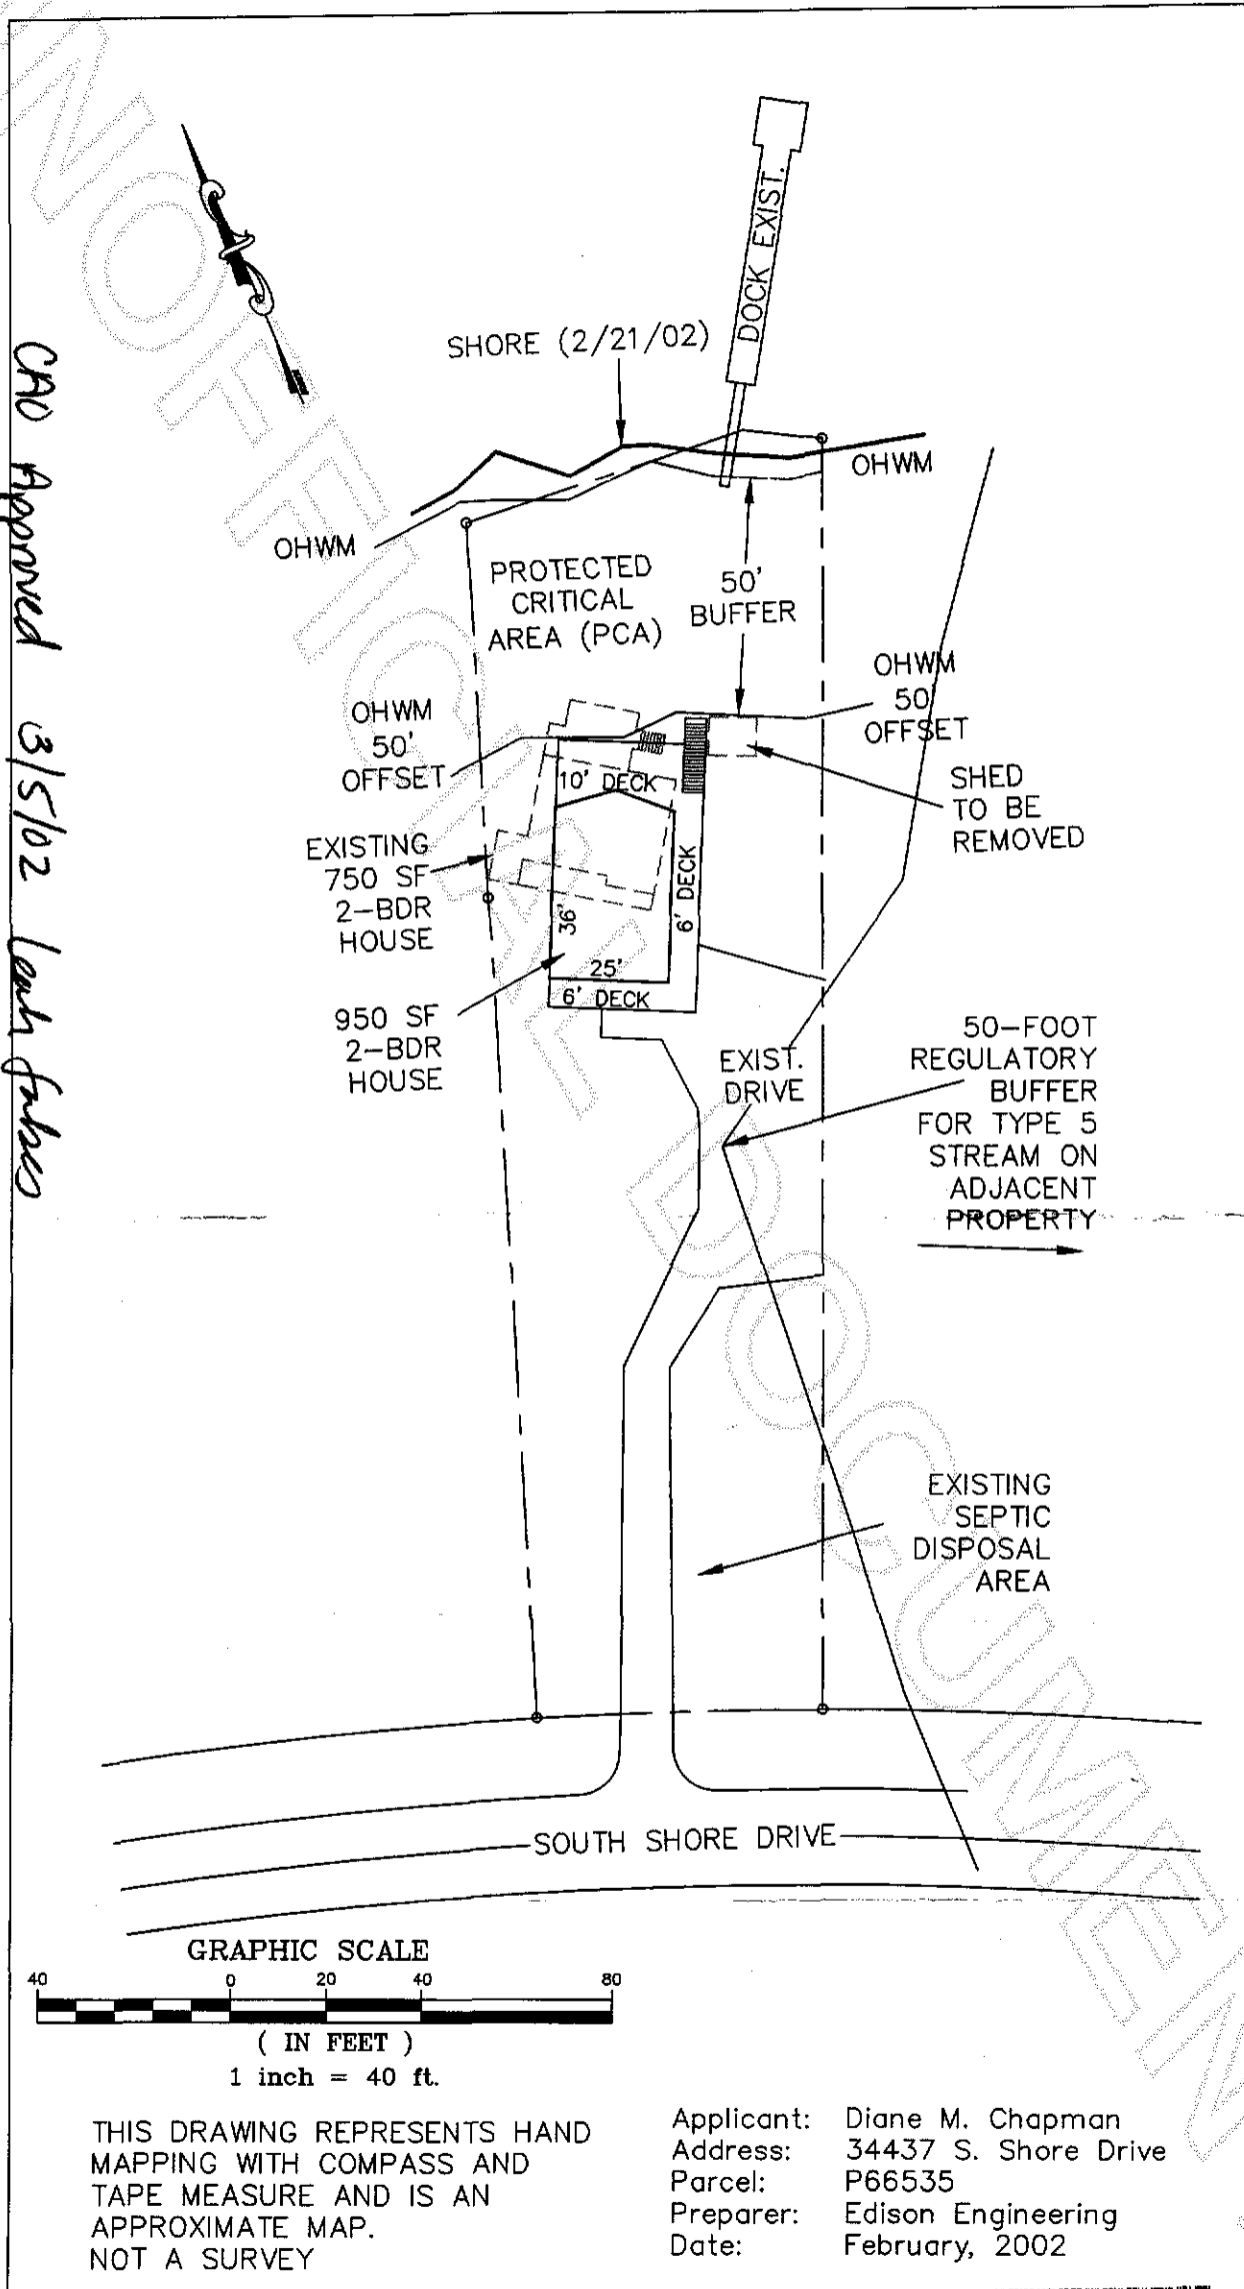 DOCK EXIST.
SHORE (2/21/02)
OHWM
OHWM
PROTECTED
CRITICAL
AREA (PCA)
50'
BUFFER
OHWM
50'
OFFSET
OHWM
50'
OFFSET
10' DECK
SHED
TO BE
REMOVED
EXISTING
750 SF
2-BDR
HOUSE
6' DECK
36'
25'
6' DECK
950 SF
2-BDR
HOUSE
EXIST.
DRIVE
50-FOOT
REGULATORY
BUFFER
FOR TYPE 5
STREAM ON
ADJACENT
PROPERTY
EXISTING
SEPTIC
DISPOSAL
AREA
SOUTH SHORE DRIVE
CAO Approved 3/5/02 Leah
GRAPHIC SCALE
40 0 20 40 80
( IN FEET )
1 inch = 40 ft.
THIS DRAWING REPRESENTS HAND
MAPPING WITH COMPASS AND
TAPE MEASURE AND IS AN
APPROXIMATE MAP.
NOT A SURVEY
Applicant: Diane M. Chapman
Address: 34437 S. Shore Drive
Parcel: P66535
Preparer: Edison Engineering
Date: February, 2002
UNOFFICIAL DOCUMENT